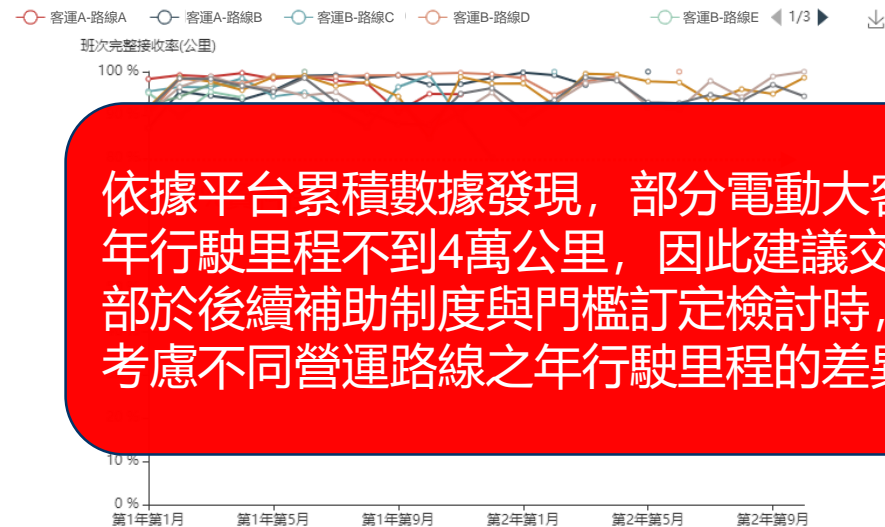 客運A-路線A 客運A-路線B 客運B-路線C 客運B-路線D 客運B-路線E 1/3
班次完整接收率(公里)
100 %
依據平台累積數據發現，部分電動大
年行駛里程不到4萬公里，因此建議交
部於後續補助制度與門檻訂定檢討時，
考慮不同營運路線之年行駛里程的差
10 %
0 %
第1年第1月 第1年第5月 第1年第9月 第2年第1月 第2年第5月 第2年第9月